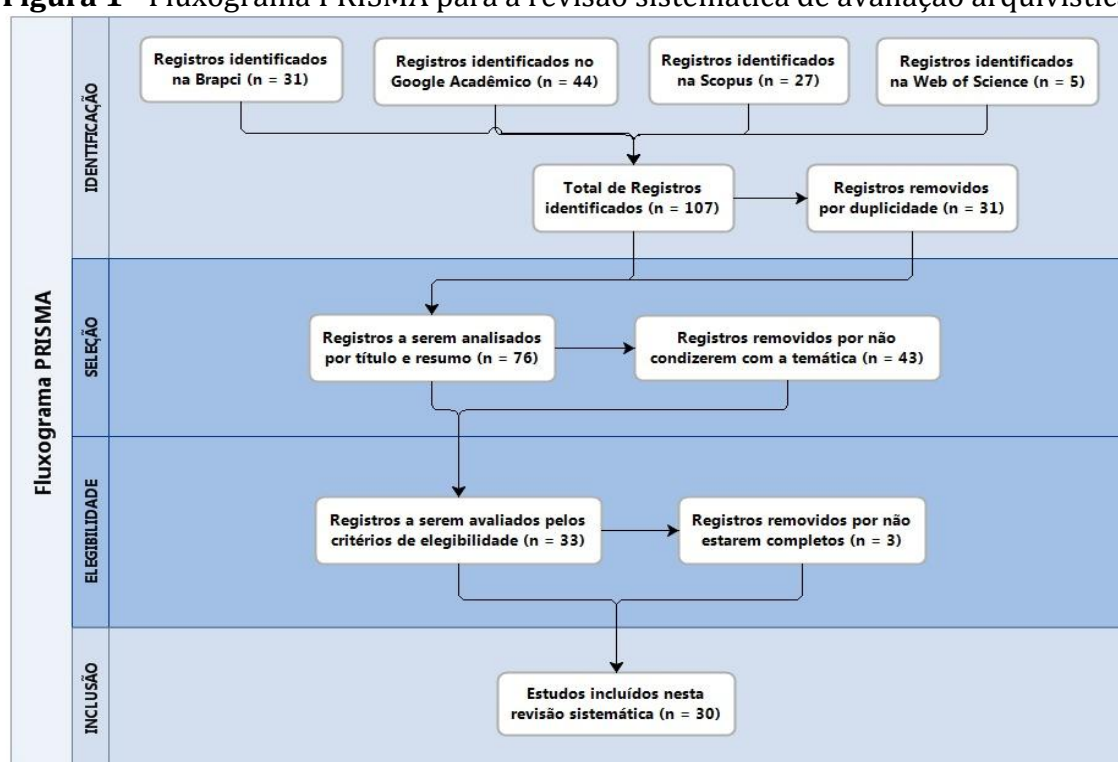 Figura 1 - Fluxograma PRISMA para a revisão sistemática de avaliação arquivística
Fluxograma PRISMA
IDENTIFICAÇÃO
Registros identificados
na Brapci (n = 31)
Registros identificados no
Google Acadêmico (n = 44)
Registros identificados
na Scopus (n = 27)
Registros identificados
na Web of Science (n = 5)
Total de Registros
identificados (n = 107)
Registros removidos
por duplicidade (n = 31)
SELEÇÃO
Registros a serem analisados
por título e resumo (n = 76)
Registros removidos por não
condizerem com a temática (n = 43)
ELEGIBILIDADE
Registros a serem avaliados pelos
critérios de elegibilidade (n = 33)
Registros removidos por não
estarem completos (n = 3)
INCLUSÃO
Estudos incluídos nesta
revisão sistemática (n = 30)